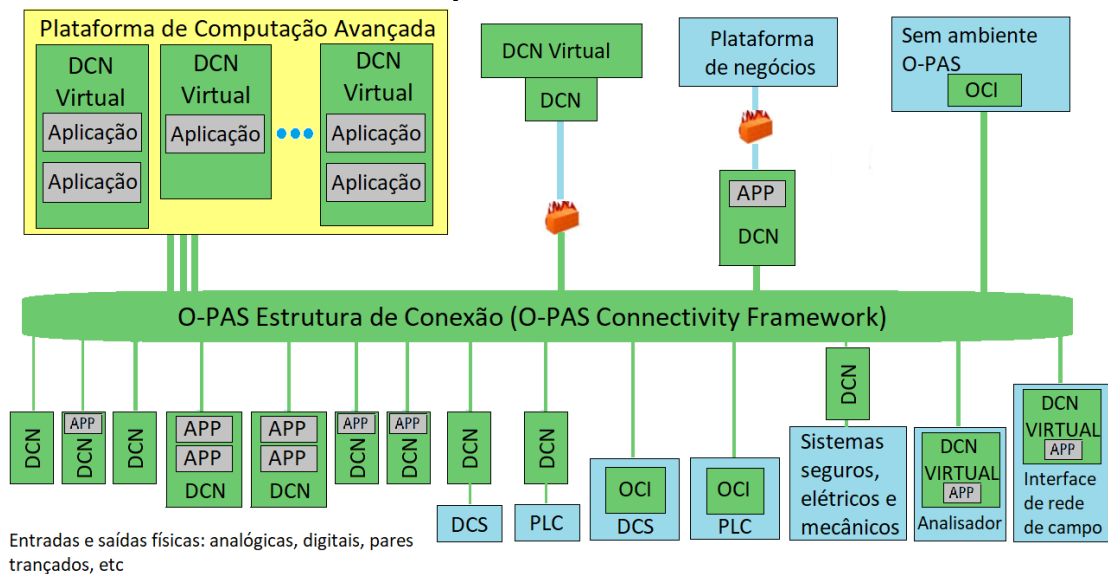 Plataforma de Computação Avançada
DCN
Virtual
Aplicação
Aplicação
DCN
Virtual
Aplicação
DCN
Virtual
Aplicação
Aplicação
DCN Virtual
DCN
Plataforma
de negócios
APP
DCN
Sem ambiente
O-PAS
OCI
O-PAS Estrutura de Conexão (O-PAS Connectivity Framework)
DCN
APP
DCN
DCN
APP
APP
DCN
APP
APP
DCN
APP
DCN
APP
DCN
DCN
DCS
DCN
PLC
OCI
DCS
OCI
PLC
DCN
Sistemas
seguros,
elétricos e
mecânicos
DCN
VIRTUAL
APP
Analisador
DCN
VIRTUAL
APP
Interface
de rede
de campo
Entradas e saídas físicas: analógicas, digitais, pares
trançados, etc